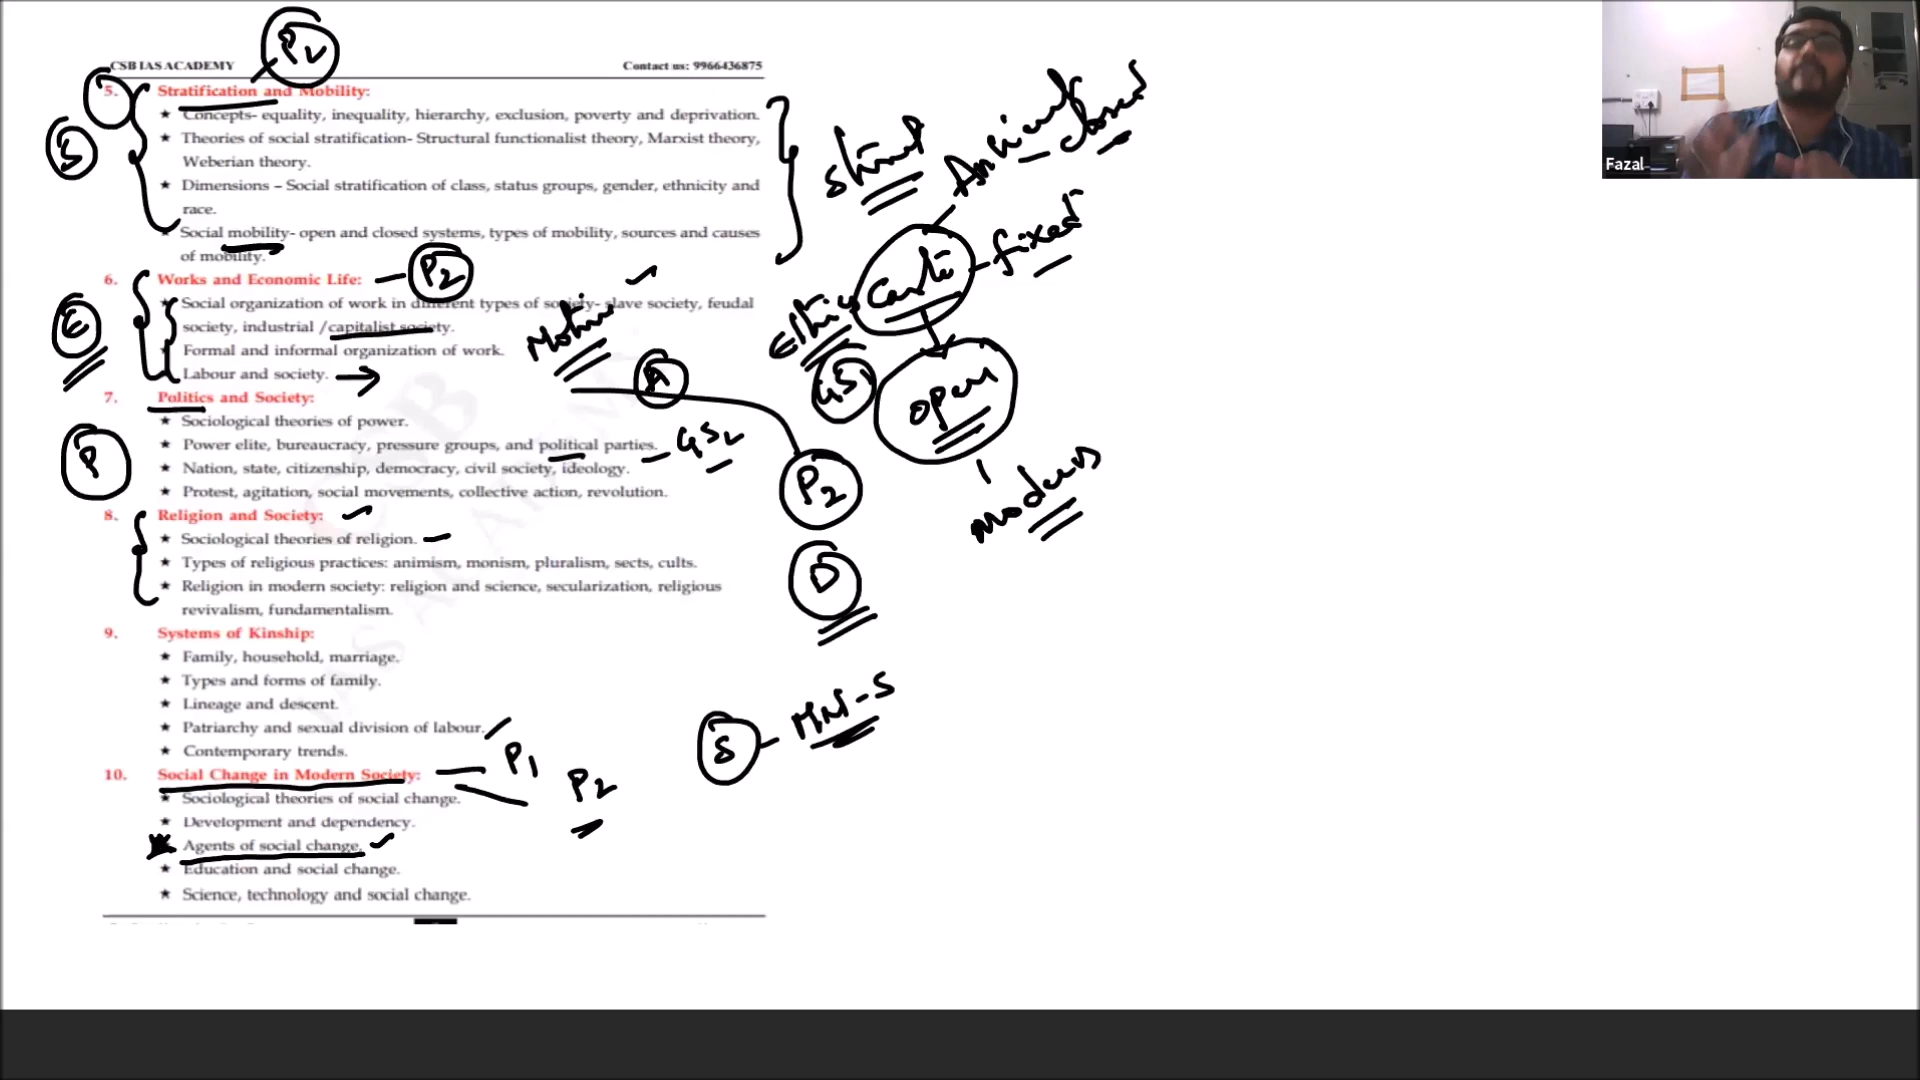 P2
CSB IAS ACADEMY Contact us: 9966436875
5. Stratification and Mobility:
★ Concepts- equality, inequality, hierarchy, exclusion, poverty and deprivation.
★ Theories of social stratification- Structural functionalist theory, Marxist theory,
Weberian theory.
★ Dimensions – Social stratification of class, status groups, gender, ethnicity and
race.
★ Social mobility- open and closed systems, types of mobility, sources and causes
of mobility.
S
Ancient
closed
Caste - fixed
open
modern
6. Works and Economic Life: - P2
★ Social organization of work in different types of society- slave society, feudal
society, industrial /capitalist society.
★ Formal and informal organization of work.
★ Labour and society.
E
A
GS1
7. Politics and Society:
★ Sociological theories of power.
★ Power elite, bureaucracy, pressure groups, and political parties. - GS2
★ Nation, state, citizenship, democracy, civil society, ideology.
★ Protest, agitation, social movements, collective action, revolution.
P
P2
D
8. Religion and Society:
★ Sociological theories of religion.
★ Types of religious practices: animism, monism, pluralism, sects, cults.
★ Religion in modern society: religion and science, secularization, religious
revivalism, fundamentalism.
9. Systems of Kinship:
★ Family, household, marriage.
★ Types and forms of family.
★ Lineage and descent.
★ Patriarchy and sexual division of labour.
★ Contemporary trends.
S - MN-S
10. Social Change in Modern Society: - P1
P2
★ Sociological theories of social change.
★ Development and dependency.
★ Agents of social change.
★ Education and social change.
★ Science, technology and social change.
Fazal